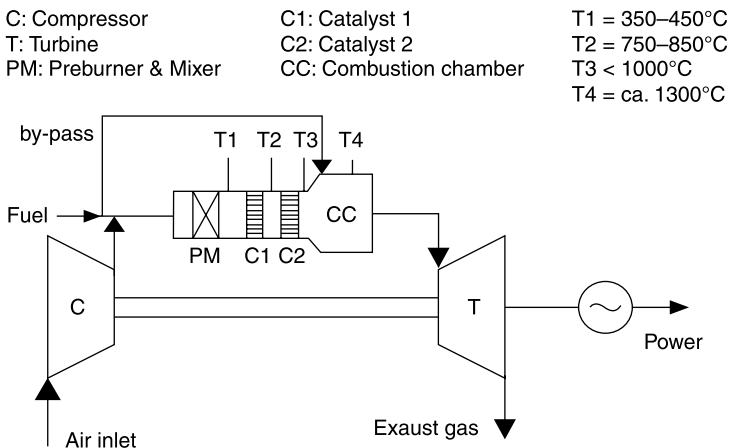 C: Compressor
T: Turbine
PM: Preburner & Mixer
C1: Catalyst 1
C2: Catalyst 2
CC: Combustion chamber
T1 = 350–450°C
T2 = 750–850°C
T3 < 1000°C
T4 = ca. 1300°C
by-pass
T1 T2 T3 T4
Fuel
CC
PM C1 C2
C
T
Power
Exaust gas
Air inlet